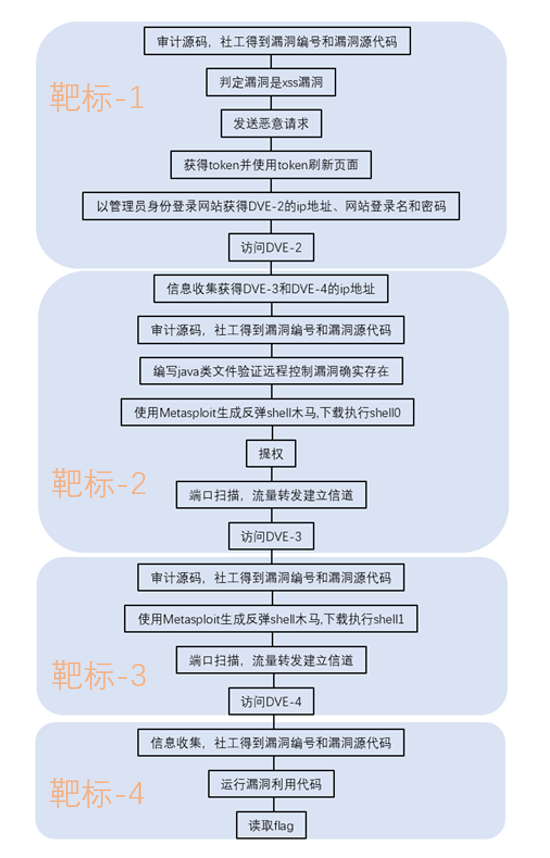 审计源码，社工得到漏洞编号和漏洞源代码
靶标-1
判定漏洞是xss漏洞
发送恶意请求
获得token并使用token刷新页面
以管理员身份登录网站获得DVE-2的ip地址、网站登录名和密码
访问DVE-2
信息收集获得DVE-3和DVE-4的ip地址
审计源码，社工得到漏洞编号和漏洞源代码
编写java类文件验证远程控制漏洞确实存在
使用Metasploit生成反弹shell木马,下载执行shell0
提权
靶标-2
端口扫描，流量转发建立信道
访问DVE-3
审计源码，社工得到漏洞编号和漏洞源代码
使用Metasploit生成反弹shell木马,下载执行shell1
端口扫描，流量转发建立信道
靶标-3
访问DVE-4
信息收集，社工得到漏洞编号和漏洞源代码
运行漏洞利用代码
靶标-4
读取flag